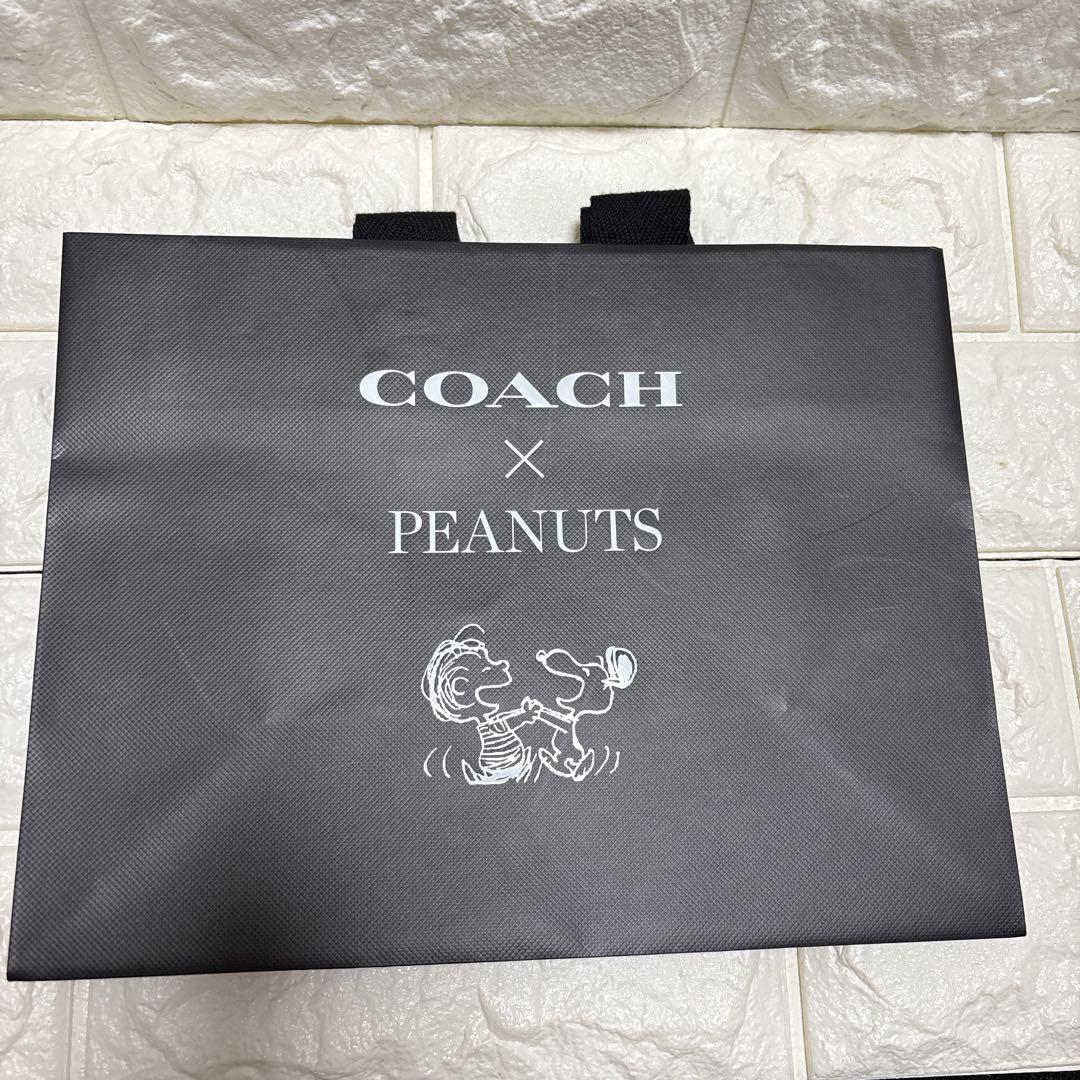 COACH
×
PEANUTS